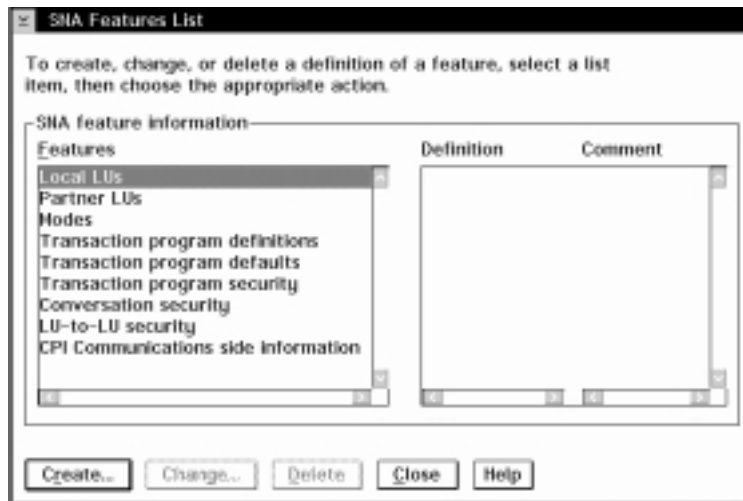 SNA Features List
To create, change, or delete a definition of a feature, select a list
item, then choose the appropriate action.
SNA feature information
Features
Definition
Comment
Local LUs
Partner LUs
Modes
Transaction program definitions
Transaction program defaults
Transaction program security
Conversation security
LU-to-LU security
CPI Communications side information
Create...
Change...
Delete
Close
Help